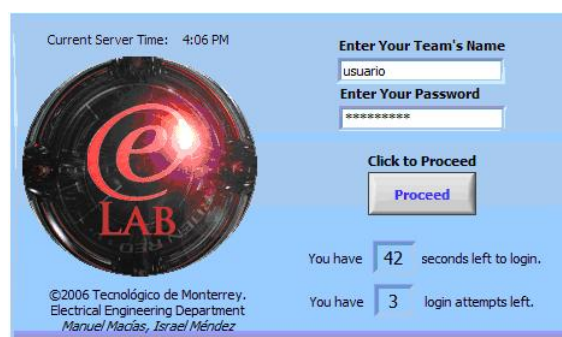 Current Server Time: 4:06 PM
e
LAB
©2006 Tecnológico de Monterrey.
Electrical Engineering Department
Manuel Macías, Israel Méndez
Enter Your Team's Name
usuario
Enter Your Password
*********
Click to Proceed
Proceed
You have 42 seconds left to login.
You have 3 login attempts left.